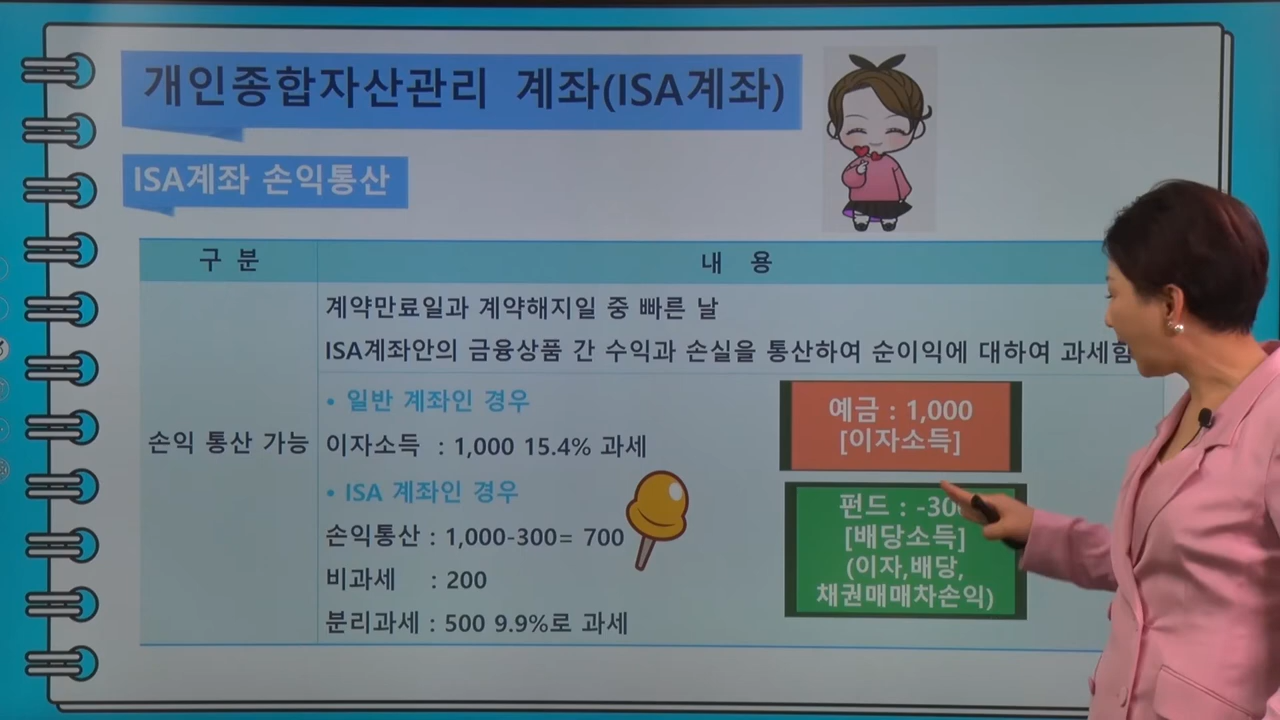 개인종합자산관리 계좌(ISA계좌)
ISA계좌 손익통산
구 분
내 용
계약만료일과 계약해지일 중 빠른 날
ISA계좌안의 금융상품 간 수익과 손실을 통산하여 순이익에 대하여 과세함
손익 통산 가능
• 일반 계좌인 경우
이자소득 : 1,000 15.4% 과세
• ISA 계좌인 경우
손익통산 : 1,000-300= 700
비과세 : 200
분리과세 : 500 9.9%로 과세
예금 : 1,000
[이자소득]
펀드 : -300
[배당소득]
(이자,배당,
채권매매차손익)